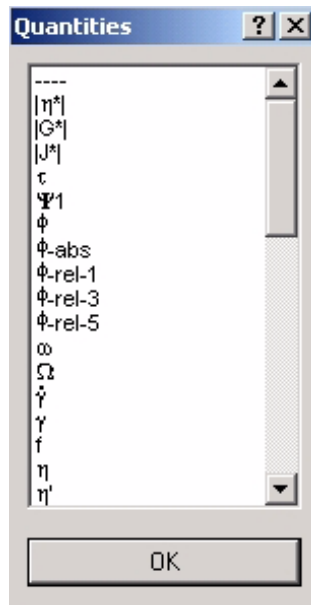 Quantities
----
|η*|
|G*|
|J*|
τ
Ψ1
ϕ
ϕ-abs
ϕ-rel-1
ϕ-rel-3
ϕ-rel-5
ω
Ω
γ̇
γ
f
η
η'
OK